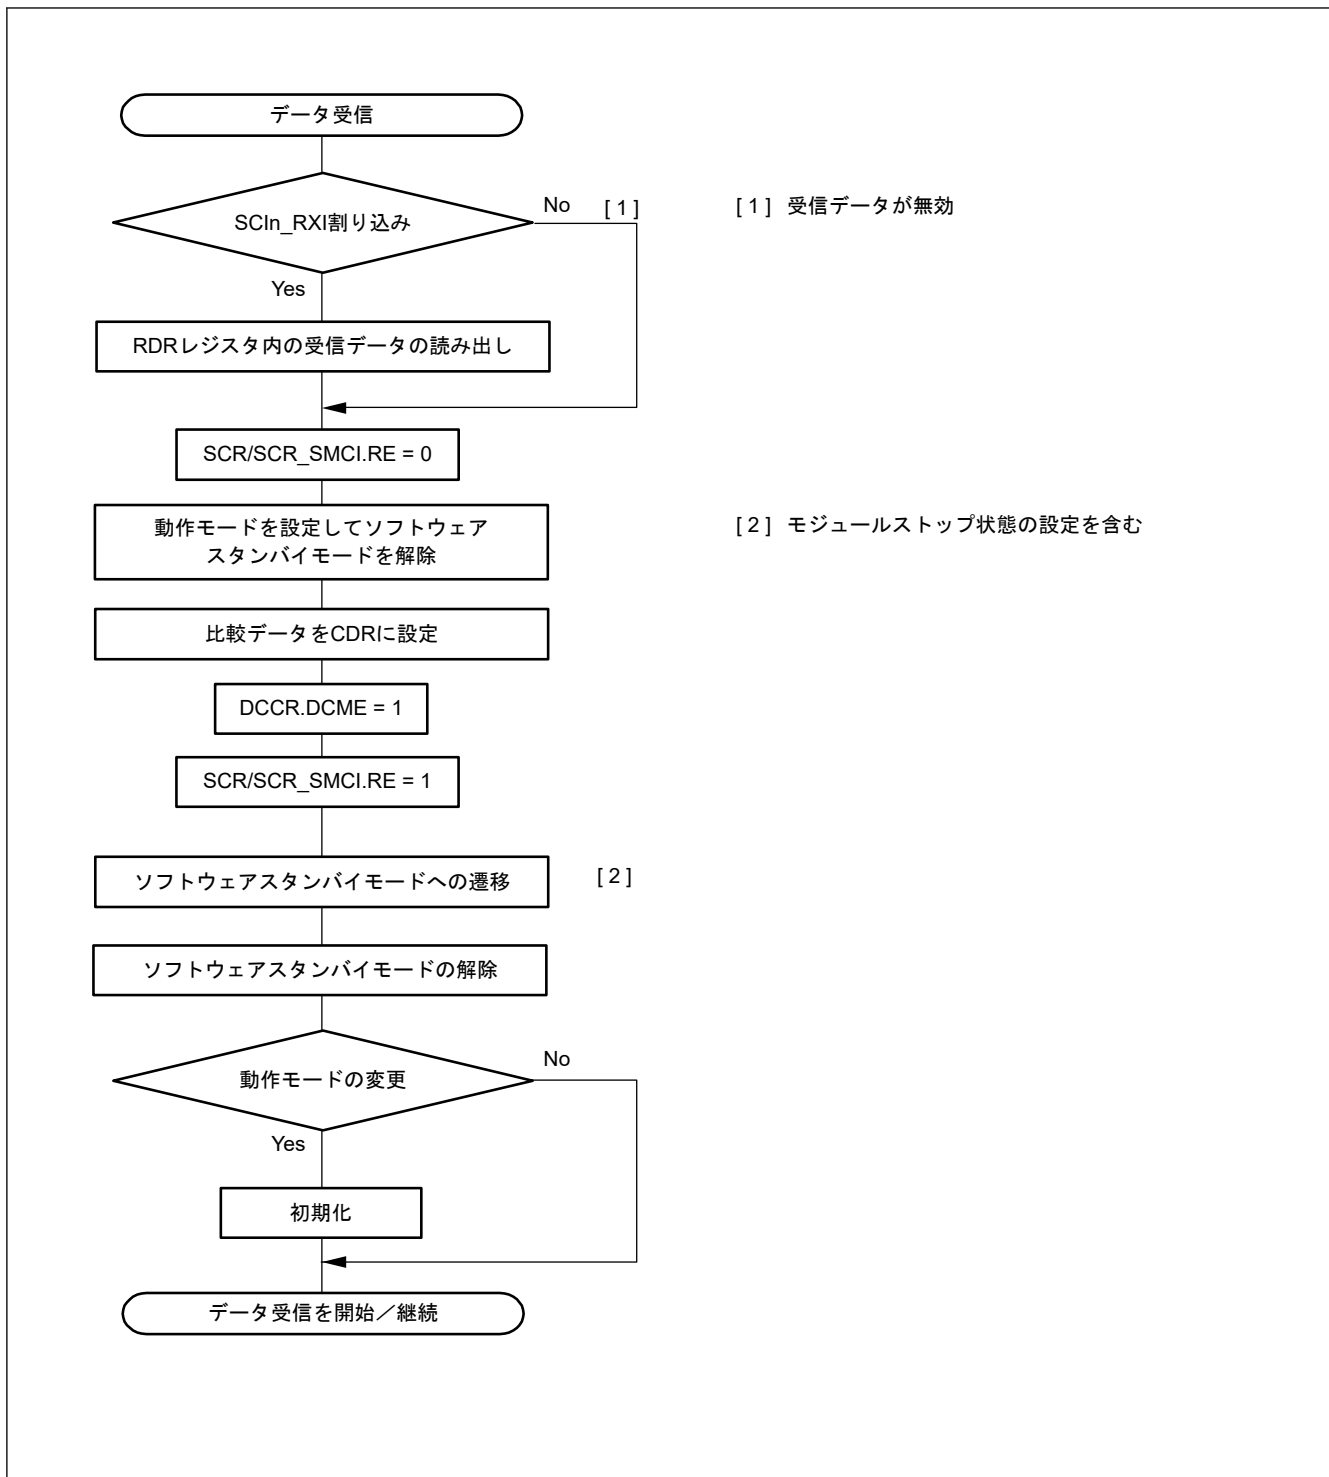 データ受信
SCIn_RXI割り込み
No
[ 1 ]
[ 1 ] 受信データが無効
Yes
RDRレジスタ内の受信データの読み出し
SCR/SCR_SMCI.RE = 0
動作モードを設定してソフトウェア
スタンバイモードを解除
[ 2 ] モジュールストップ状態の設定を含む
比較データをCDRに設定
DCCR.DCME = 1
SCR/SCR_SMCI.RE = 1
ソフトウェアスタンバイモードへの遷移
[ 2 ]
ソフトウェアスタンバイモードの解除
No
動作モードの変更
Yes
初期化
データ受信を開始／継続